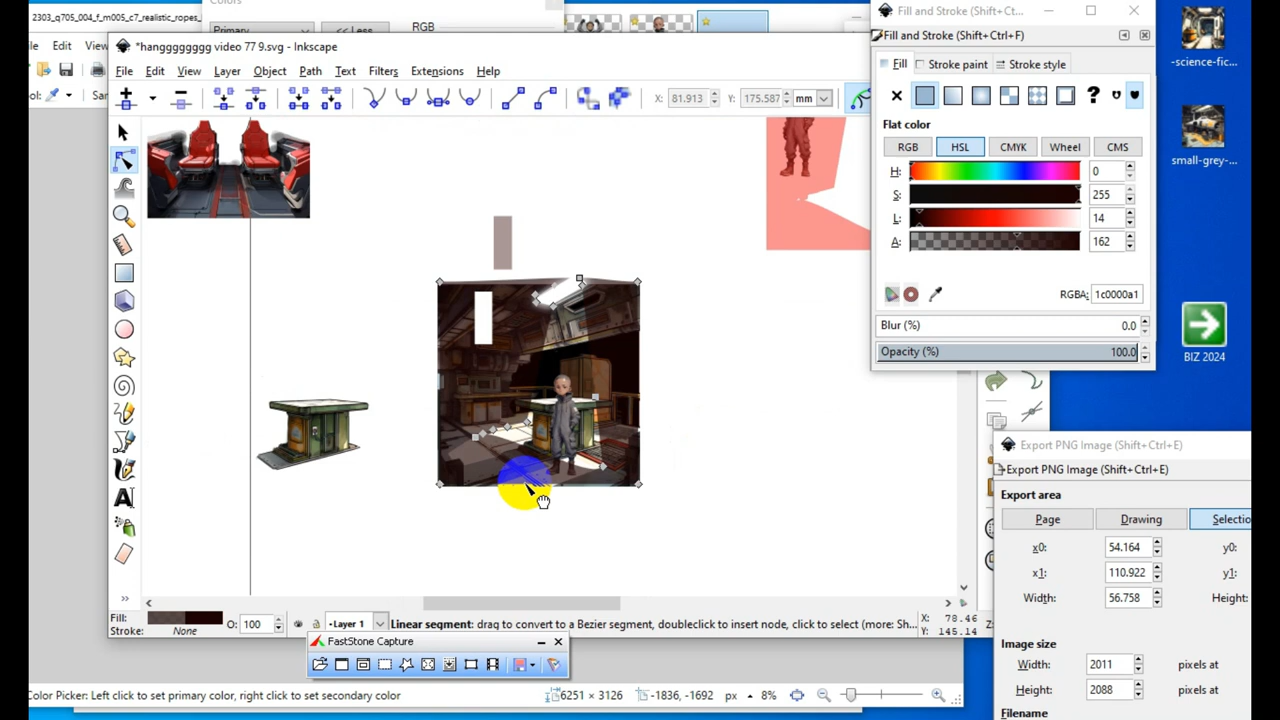 2303_q705_004_f_m005_c7_realistic_ropes_
Colors
Primary
<< Less
RGB
Edit
View
*hangggggggg video 77 9.svg - Inkscape
File Edit View Layer Object Path Text Filters Extensions Help
X: 81.913 Y: 175.587 mm
Fill and Stroke (Shift+Ct...
Fill and Stroke (Shift+Ctrl+F)
Fill Stroke paint Stroke style
Flat color
RGB HSL CMYK Wheel CMS
H: 0
S: 255
L: 14
A: 162
RGBA: 1c0000a1
Blur (%) 0.0
Opacity (%) 100.0
-science-fic...
small-grey-...
BIZ 2024
Export PNG Image (Shift+Ctrl+E)
Export PNG Image (Shift+Ctrl+E)
Export area
Page Drawing Selectio
x0: 54.164 y0:
x1: 110.922 y1:
Width: 56.758 Height:
Image size
Width: 2011 pixels at
Height: 2088 pixels at
Filename
Fill:
Stroke: None
O: 100
Layer 1
Linear segment: drag to convert to a Bezier segment, doubleclick to insert node, click to select (more: Sh...
X: 78.46
Y: 145.14
FastStone Capture
Color Picker: Left click to set primary color, right click to set secondary color
6251 × 3126
-1836, -1692
px
8%